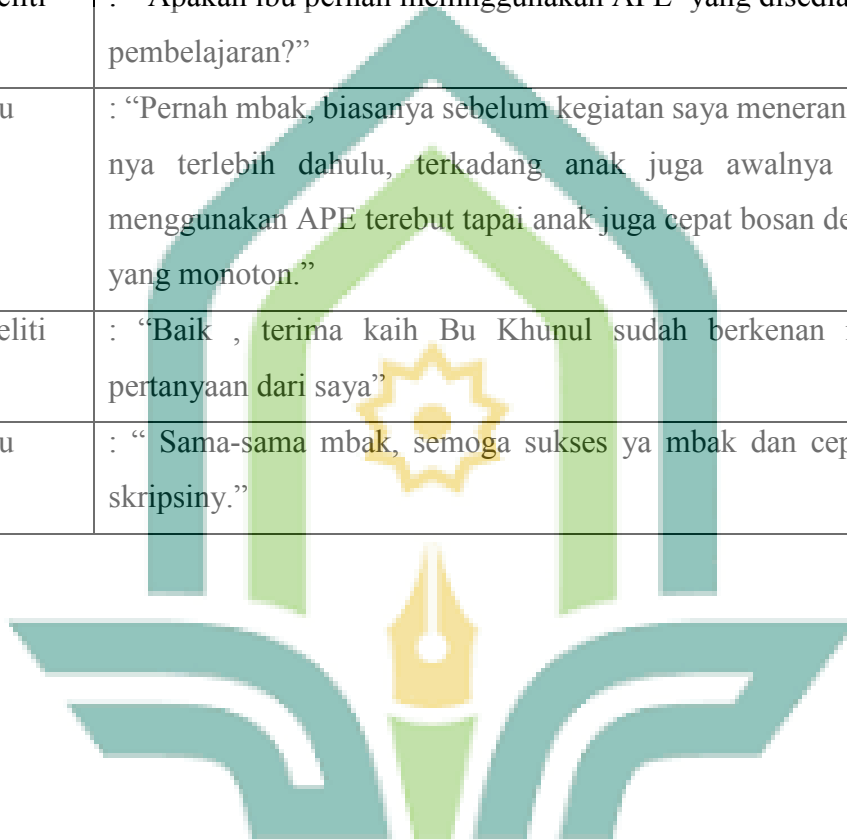 eliti : “Apakah ibu pernah meminggunakan APE yang disedia
pembelajaran?”
u : “Pernah mbak, biasanya sebelum kegiatan saya meneran
nya terlebih dahulu, terkadang anak juga awalnya
menggunakan APE terebut tapai anak juga cepat bosan de
yang monoton.”
eliti : “Baik , terima kaih Bu Khunul sudah berkenan
pertanyaan dari saya”
u : “ Sama-sama mbak, semoga sukses ya mbak dan cep
skripsiny.”